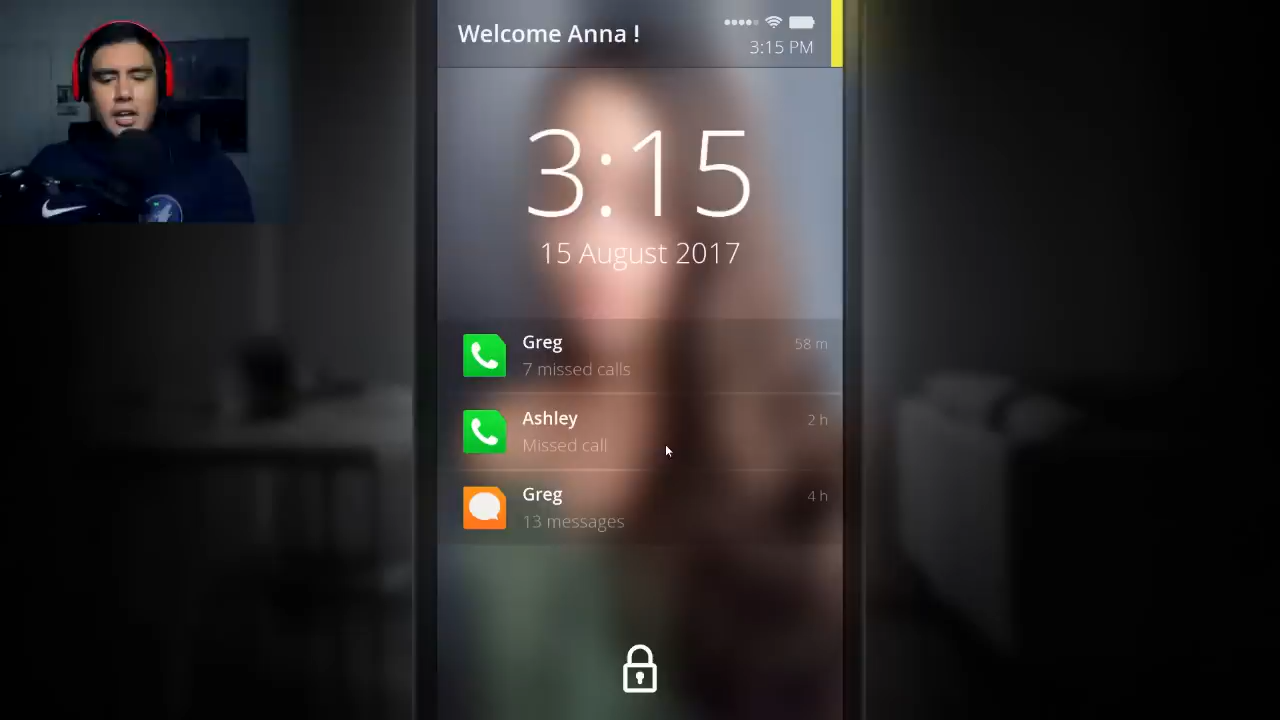 Welcome Anna !
3:15 PM
3:15
15 August 2017
Greg
58 m
7 missed calls
Ashley
2 h
Missed call
Greg
4 h
13 messages